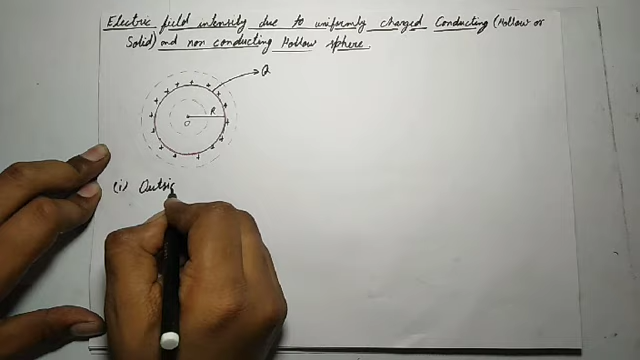 Electric field intensity due to uniformly charged Conducting (Hollow or
Solid) and non conducting Hollow sphere.
Q
R
O
(i) Outsi